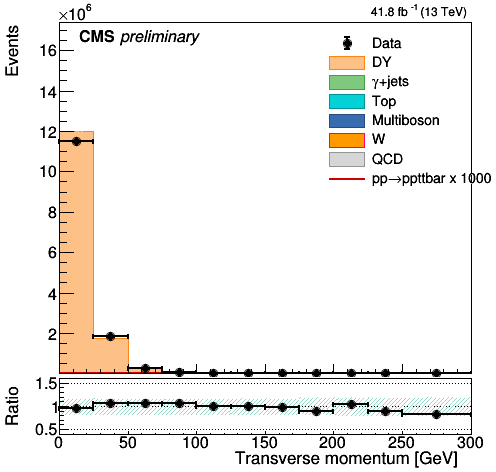 ×10⁶
41.8 fb⁻¹ (13 TeV)
CMS preliminary
Events
16
14
12
10
8
6
4
2
Data
DY
γ+jets
Top
Multiboson
W
QCD
pp→ppttbar x 1000
Ratio
1.5
1
0.5
0 50 100 150 200 250 300
Transverse momentum [GeV]